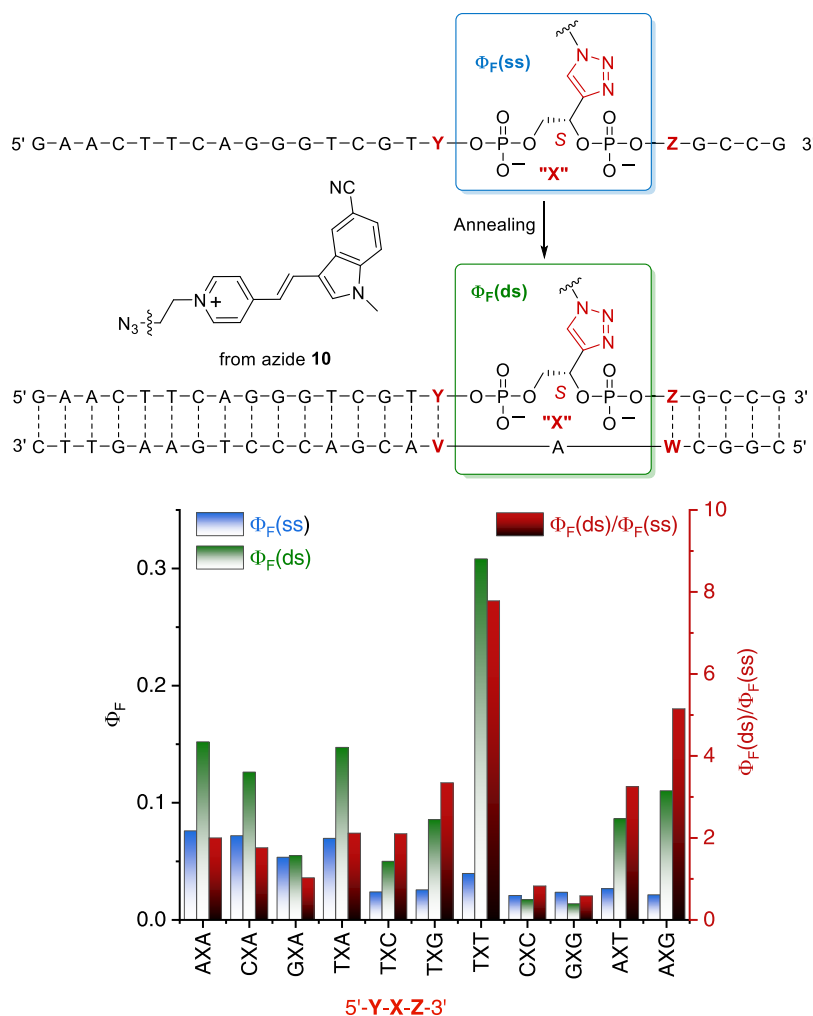 ΦF(ss)
N
N
N
5' G–A–A–C–T–T–C–A–G–G–G–T–C–G–T–Y–O–P–O S O–P–O–Z–G–C–C–G 3
O
O
O–
O–
"X"
NC
Annealing
N
N+
N3
from azide 10
ΦF(ds)
N
N
N
5'G–A–A–C–T–T–C–A–G–G–G–T–C–G–T–Y–O–P–O S O–P–O–Z–G–C–C–G 3'
O
O
O–
O–
"X"
3'C–T–T–G–A–A–G–T–C–C–C–A–G–C–A–V–A–W–C–G–G–C 5'
ΦF(ss)
ΦF(ds)
ΦF(ds)/ΦF(ss)
ΦF
0.3
0.2
0.1
0.0
10
8
6
4
2
0
ΦF(ds)/ΦF(ss)
AXA
CXA
GXA
TXA
TXC
TXG
TXT
CXC
GXG
AXT
AXG
5'-Y-X-Z-3'